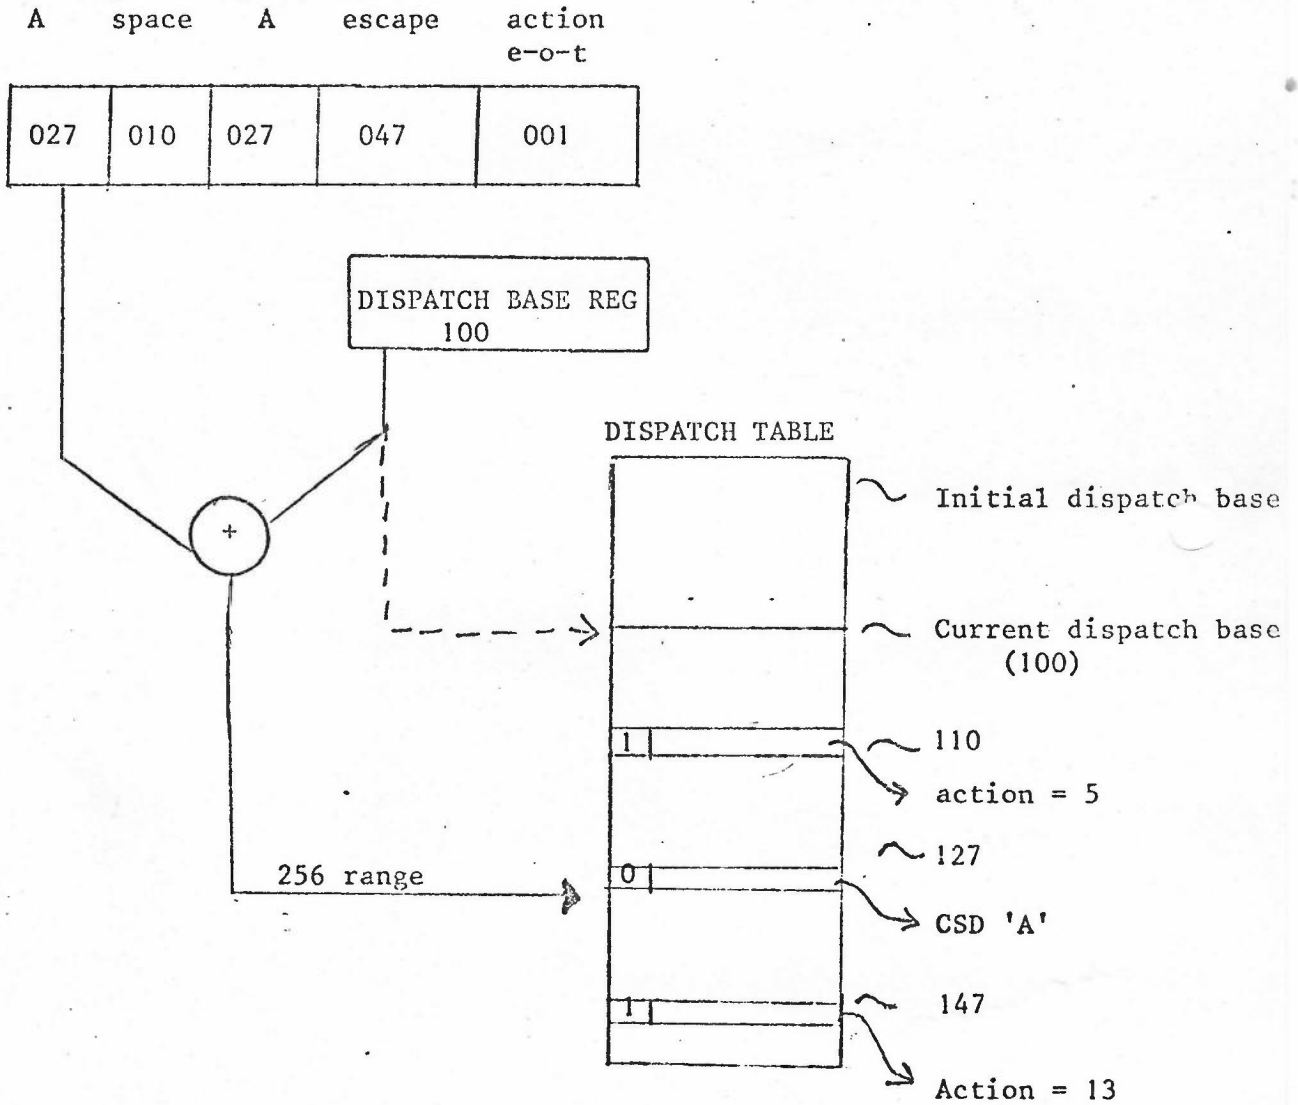 A space A escape action
e-o-t
027 010 027 047 001
DISPATCH BASE REG
100
DISPATCH TABLE
Initial dispatch base
+
Current dispatch base
(100)
1 110
action = 5
127
256 range 0
CSD 'A'
1 147
Action = 13